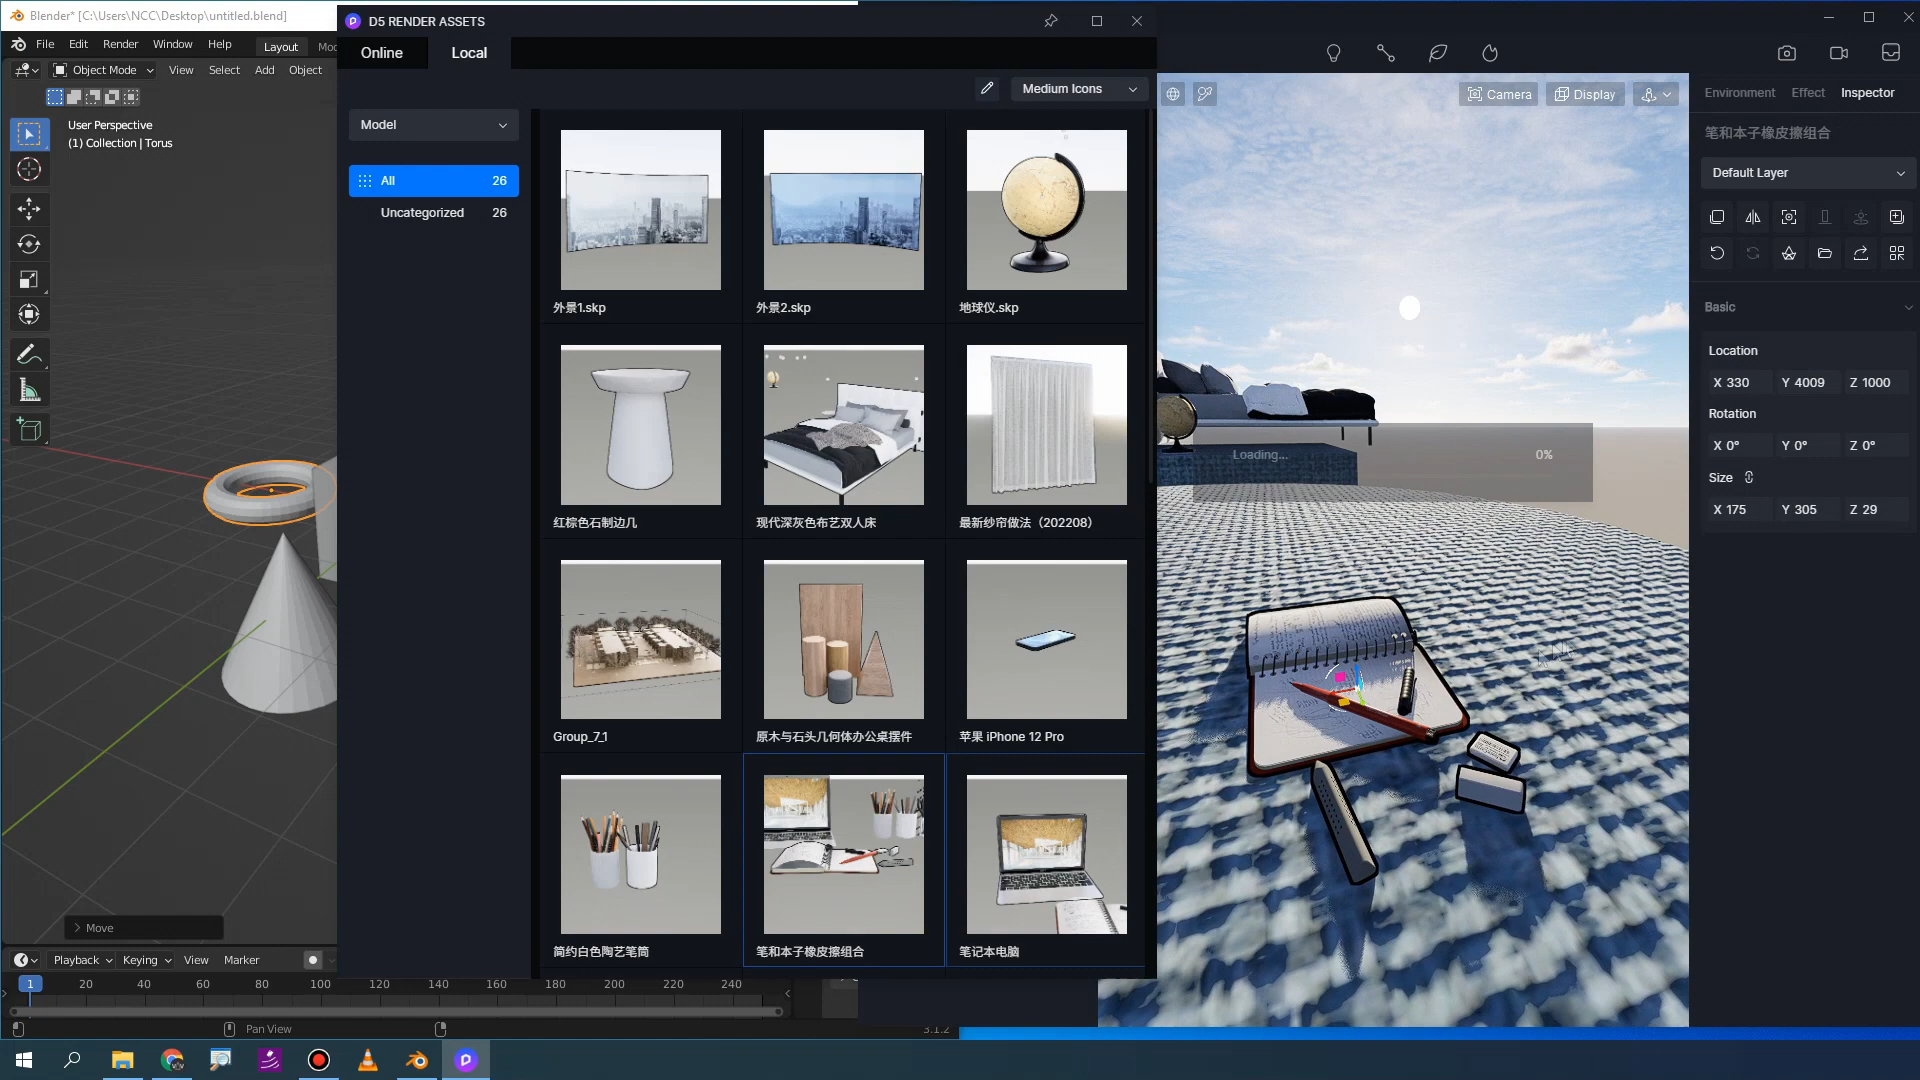 Blender* [C:\Users\NCC\Desktop\untitled.blend]
File Edit Render Window Help Layout
Object Mode View Select Add Object
User Perspective
(1) Collection | Torus
Move
Playback Keying View Marker
1 20 40 60 80 100 120 140 160 180 200 220 240
Pan View
3.1.2
D5 RENDER ASSETS
Online Local
Medium Icons
Model
All 26
Uncategorized 26
外景1.skp
外景2.skp
地球仪.skp
红棕色石制边几
现代深灰色布艺双人床
最新纱帘做法（202208）
Group_7_1
原木与石头几何体办公桌摆件
苹果 iPhone 12 Pro
简约白色陶艺笔筒
笔和本子橡皮擦组合
笔记本电脑
Camera Display
Loading... 0%
Environment Effect Inspector
笔和本子橡皮擦组合
Default Layer
Basic
Location
X 330 Y 4009 Z 1000
Rotation
X 0° Y 0° Z 0°
Size
X 175 Y 305 Z 29